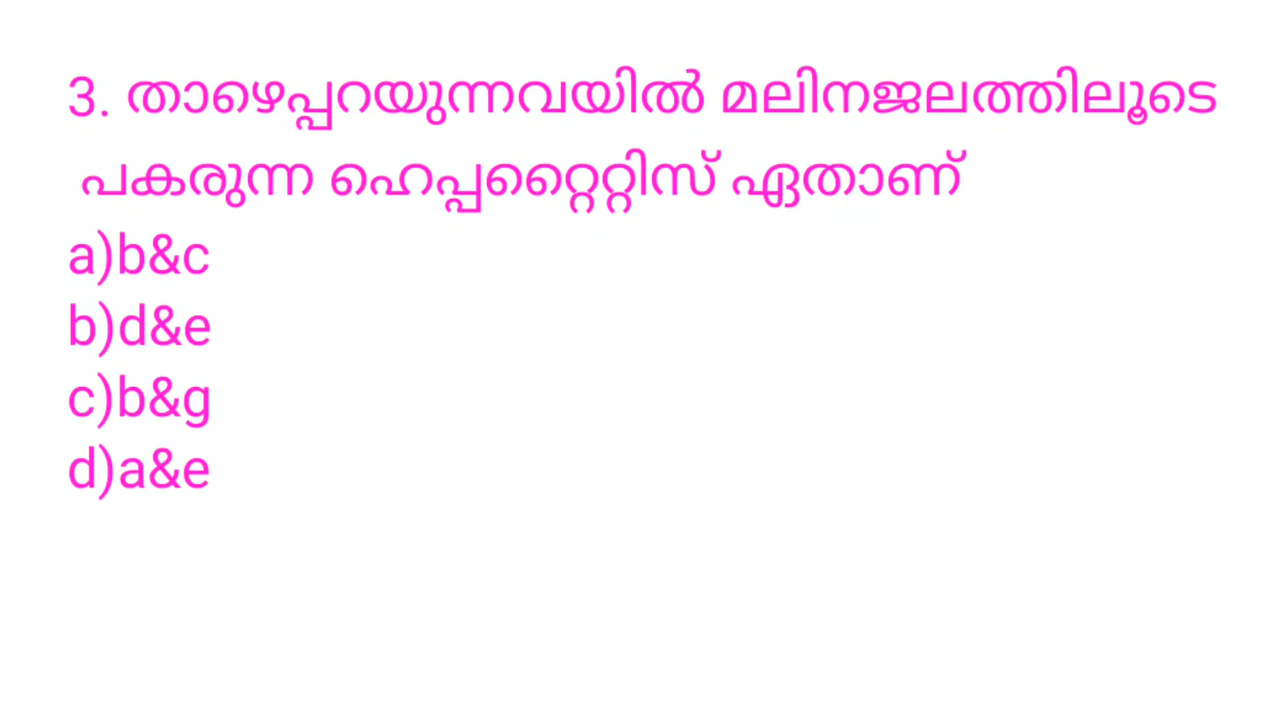 3. താഴെപ്പറയുന്നവയിൽ മലിനജലത്തിലൂടെ
പകരുന്ന ഹെപ്പറ്റൈറ്റിസ് ഏതാണ്
a)b&c
b)d&e
c)b&g
d)a&e